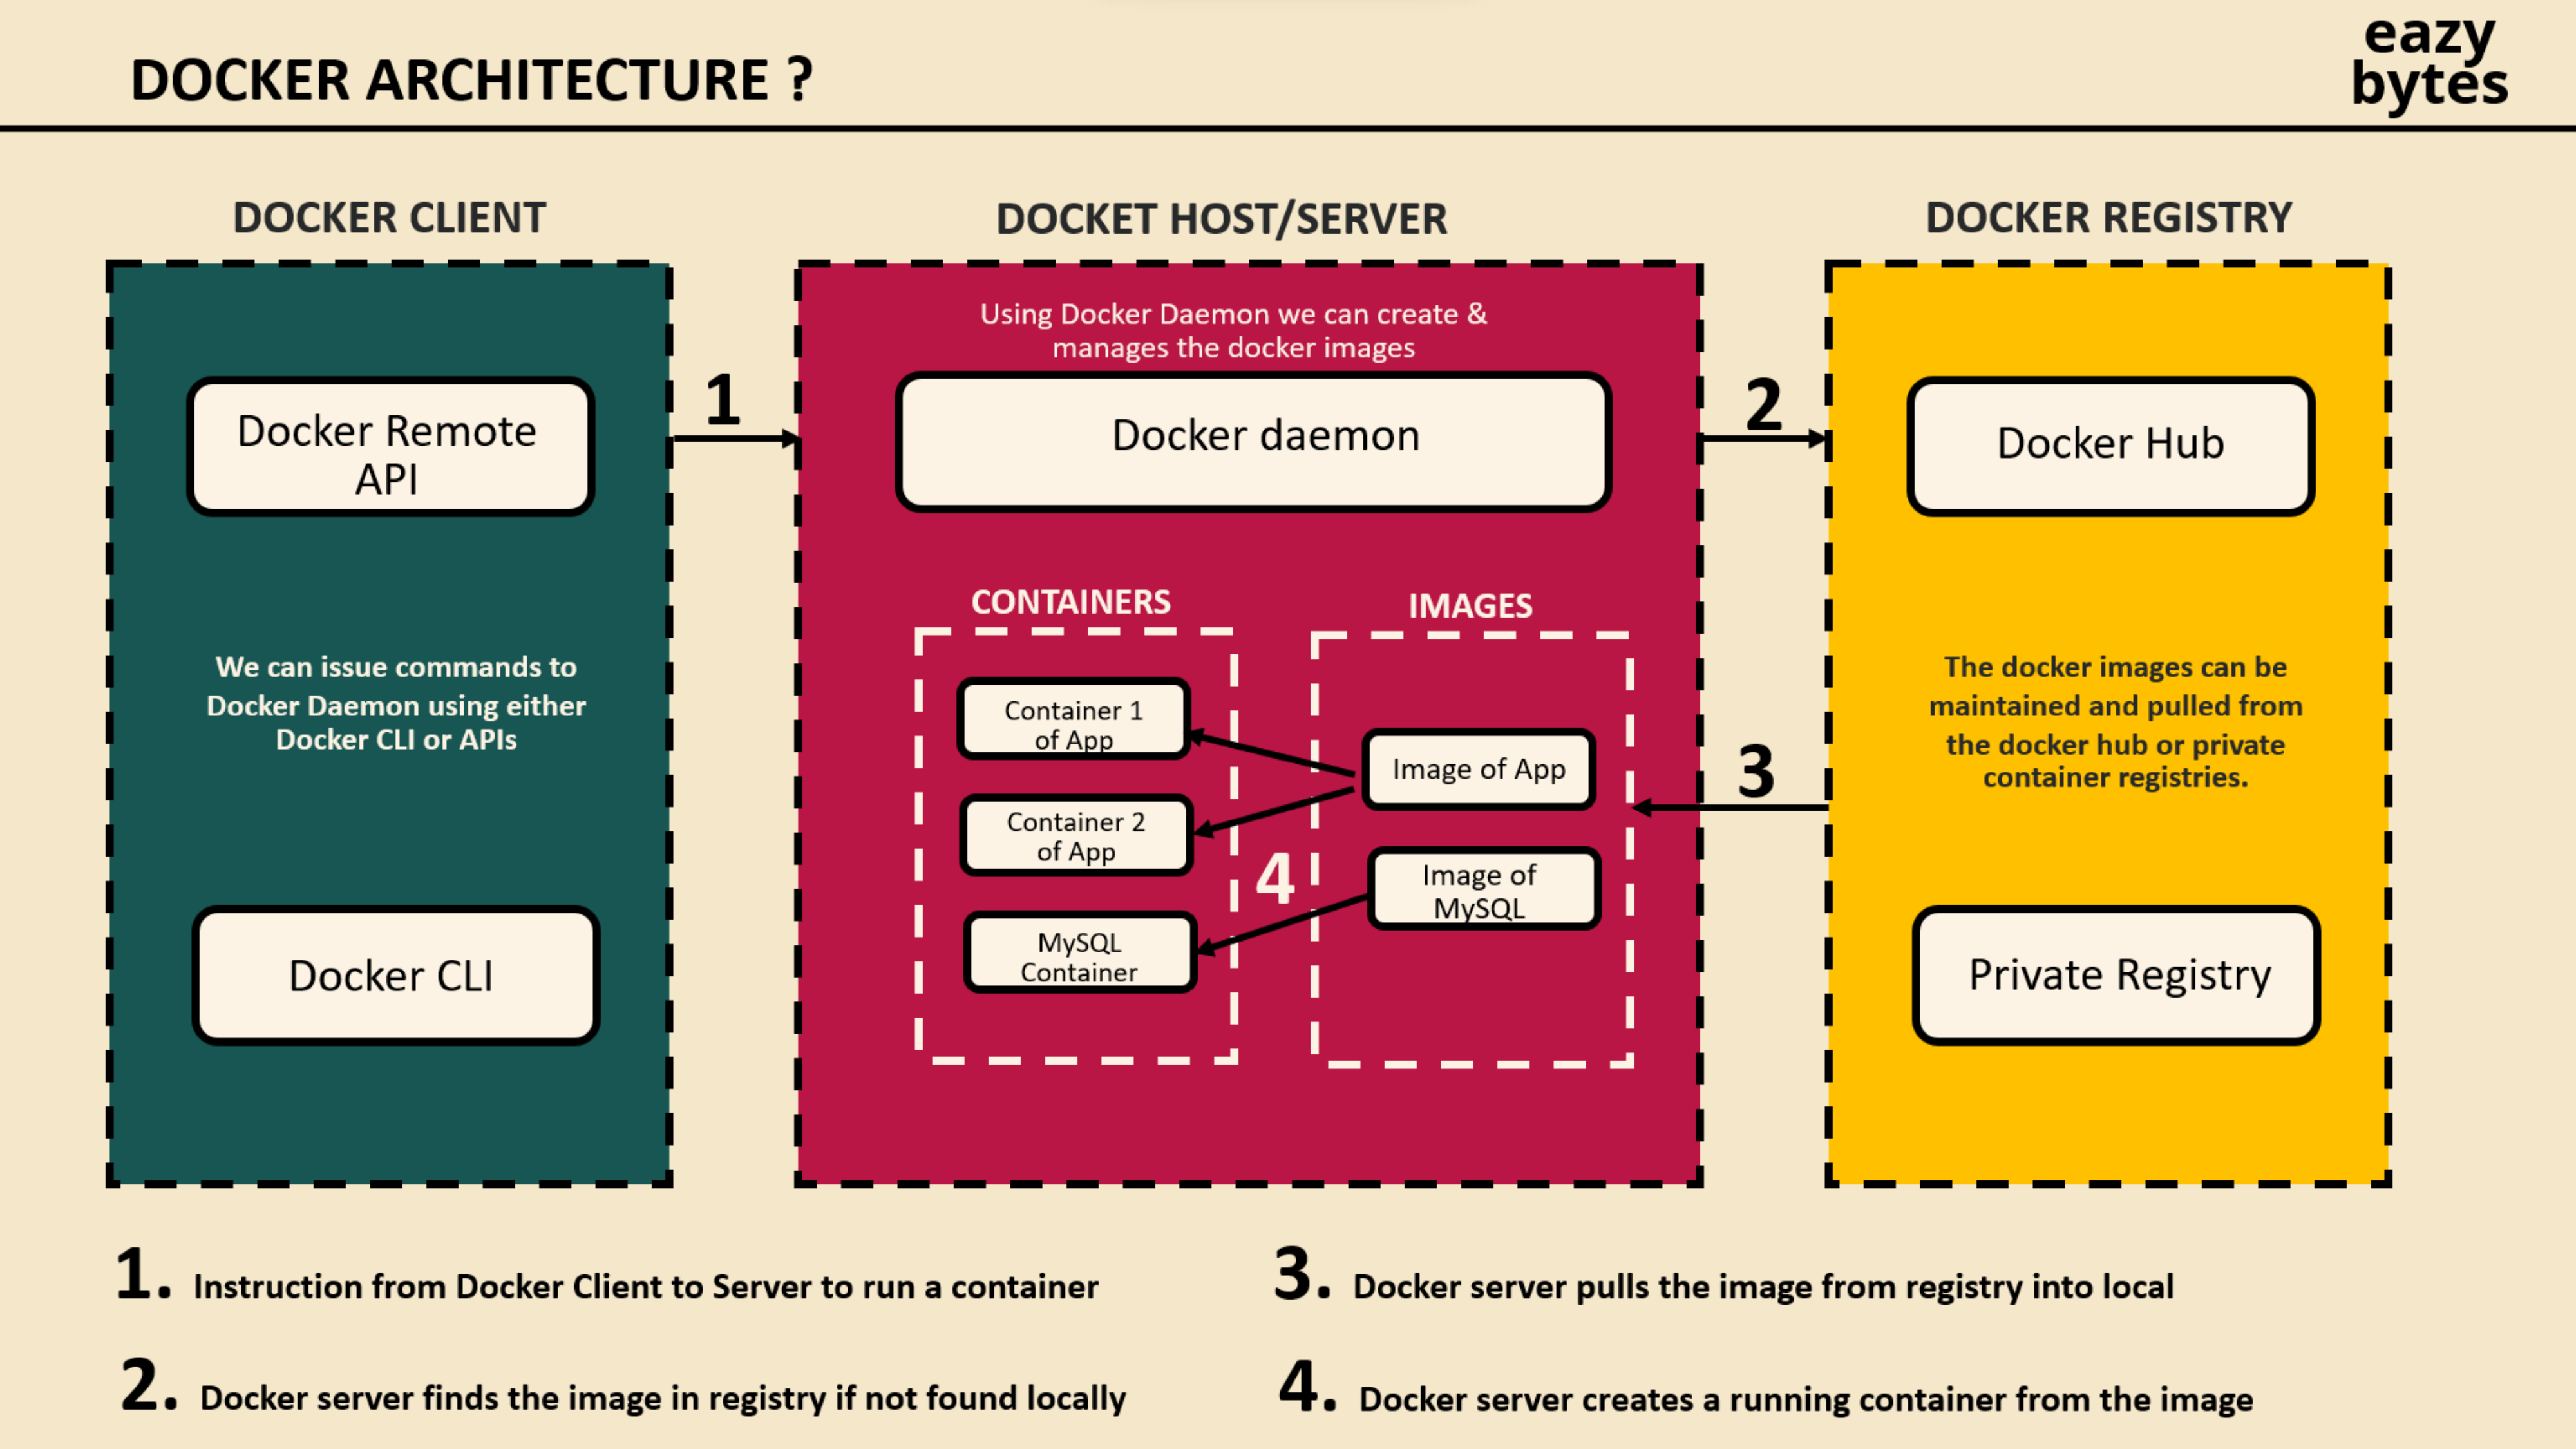 DOCKER ARCHITECTURE ?
eazy
bytes
DOCKER CLIENT
Docker Remote
API
We can issue commands to
Docker Daemon using either
Docker CLI or APIs
Docker CLI
1
DOCKET HOST/SERVER
Using Docker Daemon we can create &
manages the docker images
Docker daemon
CONTAINERS
Container 1
of App
Container 2
of App
MySQL
Container
4
IMAGES
Image of App
Image of
MySQL
2
3
DOCKER REGISTRY
Docker Hub
The docker images can be
maintained and pulled from
the docker hub or private
container registries.
Private Registry
1. Instruction from Docker Client to Server to run a container
2. Docker server finds the image in registry if not found locally
3. Docker server pulls the image from registry into local
4. Docker server creates a running container from the image